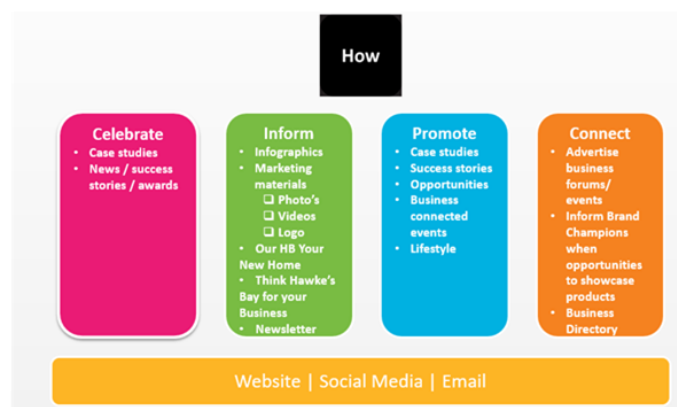 How
Celebrate
• Case studies
• News / success
stories / awards
Inform
• Infographics
• Marketing
materials
❑ Photo's
❑ Videos
❑ Logo
• Our HB Your
New Home
• Think Hawke's
Bay for your
Business
• Newsletter
Promote
• Case studies
• Success stories
• Opportunities
• Business
connected
events
• Lifestyle
Connect
• Advertise
business
forums/
events
• Inform Brand
Champions
when
opportunities
to showcase
products
• Business
Directory
Website | Social Media | Email